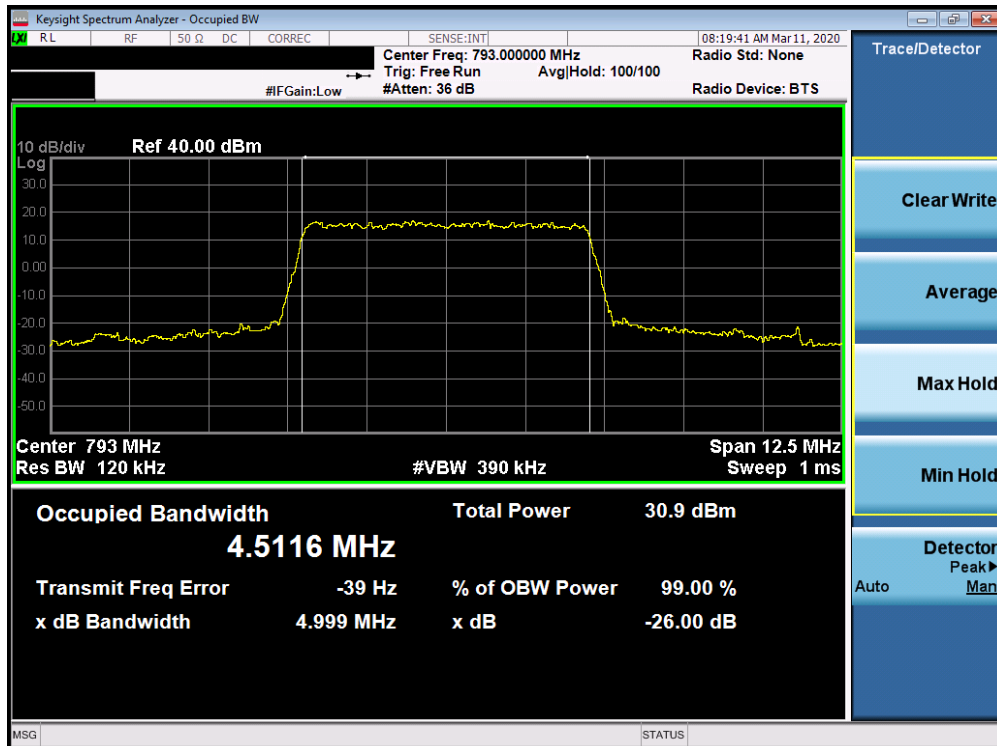 Keysight Spectrum Analyzer - Occupied BW
LXI RL RF 50 Ω DC CORREC SENSE:INT 08:19:41 AM Mar 11, 2020
Center Freq: 793.000000 MHz Radio Std: None
Trig: Free Run Avg|Hold: 100/100
#IFGain:Low #Atten: 36 dB Radio Device: BTS
Trace/Detector
10 dB/div Ref 40.00 dBm
Log
30.0
20.0
10.0
0.00
-10.0
-20.0
-30.0
-40.0
-50.0
Center 793 MHz Span 12.5 MHz
Res BW 120 kHz #VBW 390 kHz Sweep 1 ms
Occupied Bandwidth Total Power 30.9 dBm
4.5116 MHz
Transmit Freq Error -39 Hz % of OBW Power 99.00 %
x dB Bandwidth 4.999 MHz x dB -26.00 dB
Clear Write
Average
Max Hold
Min Hold
Detector
Peak▶
Auto Man
MSG STATUS